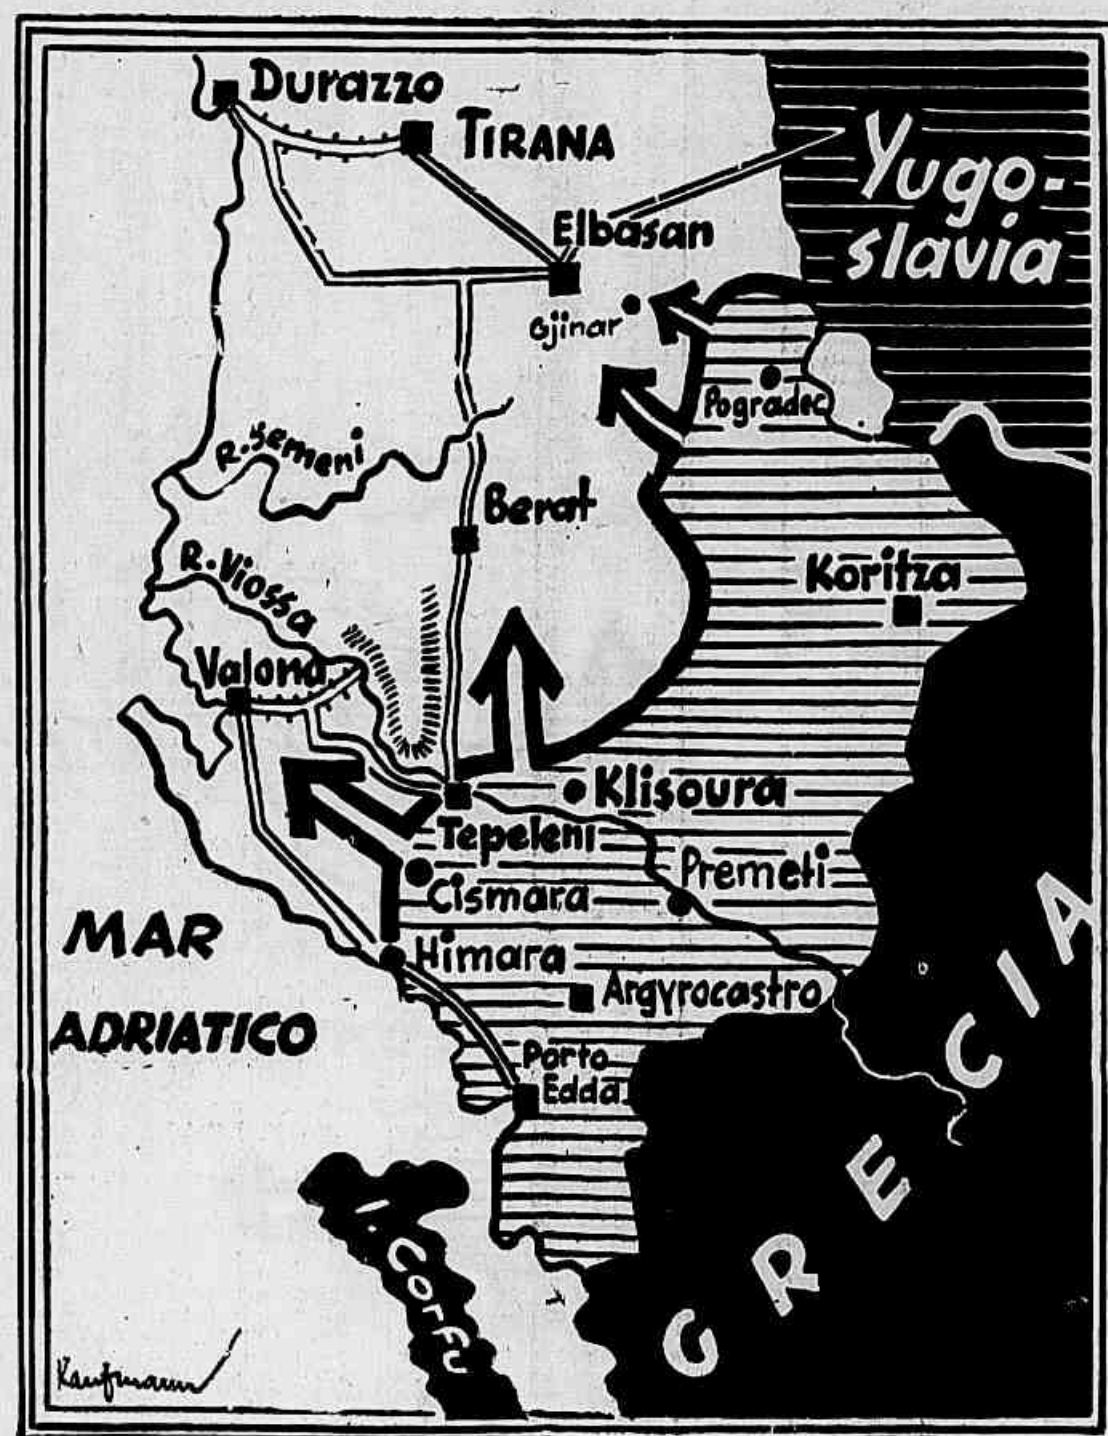 Durazzo
TIRANA
Yugo-
slavia
Elbasan
Gjinar
Pogradec
R. Semeni
Berat
Koritza
R. Viossa
Valona
Klisoura
Tepeleni
Premeti
Cismara
MAR
ADRIATICO
Himara
Argyrocastro
Porto
Edda
GRECIA
I. Corfu
Kaufmann